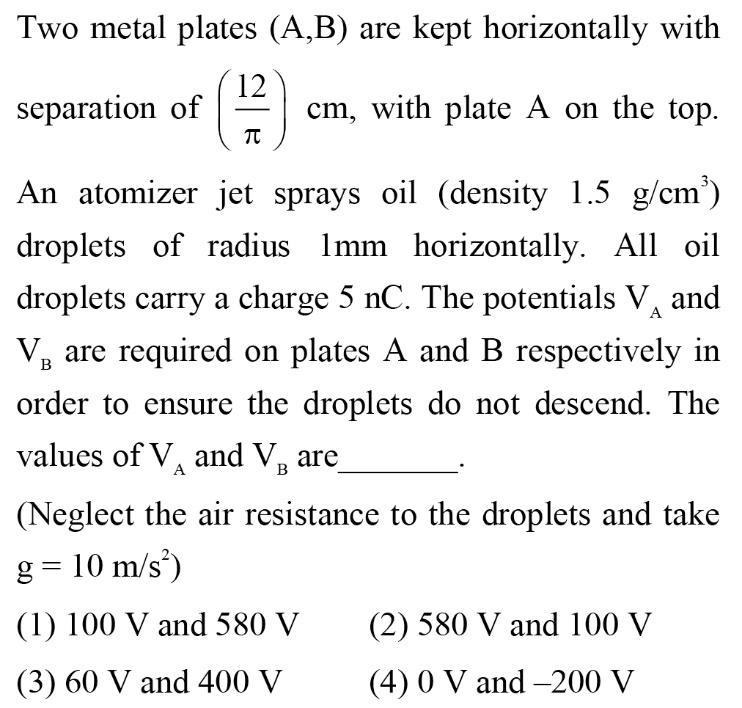 Two metal plates (A,B) are kept horizontally with
separation of (12/π) cm, with plate A on the top.
An atomizer jet sprays oil (density 1.5 g/cm³)
droplets of radius 1mm horizontally. All oil
droplets carry a charge 5 nC. The potentials V_A and
V_B are required on plates A and B respectively in
order to ensure the droplets do not descend. The
values of V_A and V_B are________.
(Neglect the air resistance to the droplets and take
g = 10 m/s²)
(1) 100 V and 580 V (2) 580 V and 100 V
(3) 60 V and 400 V (4) 0 V and –200 V